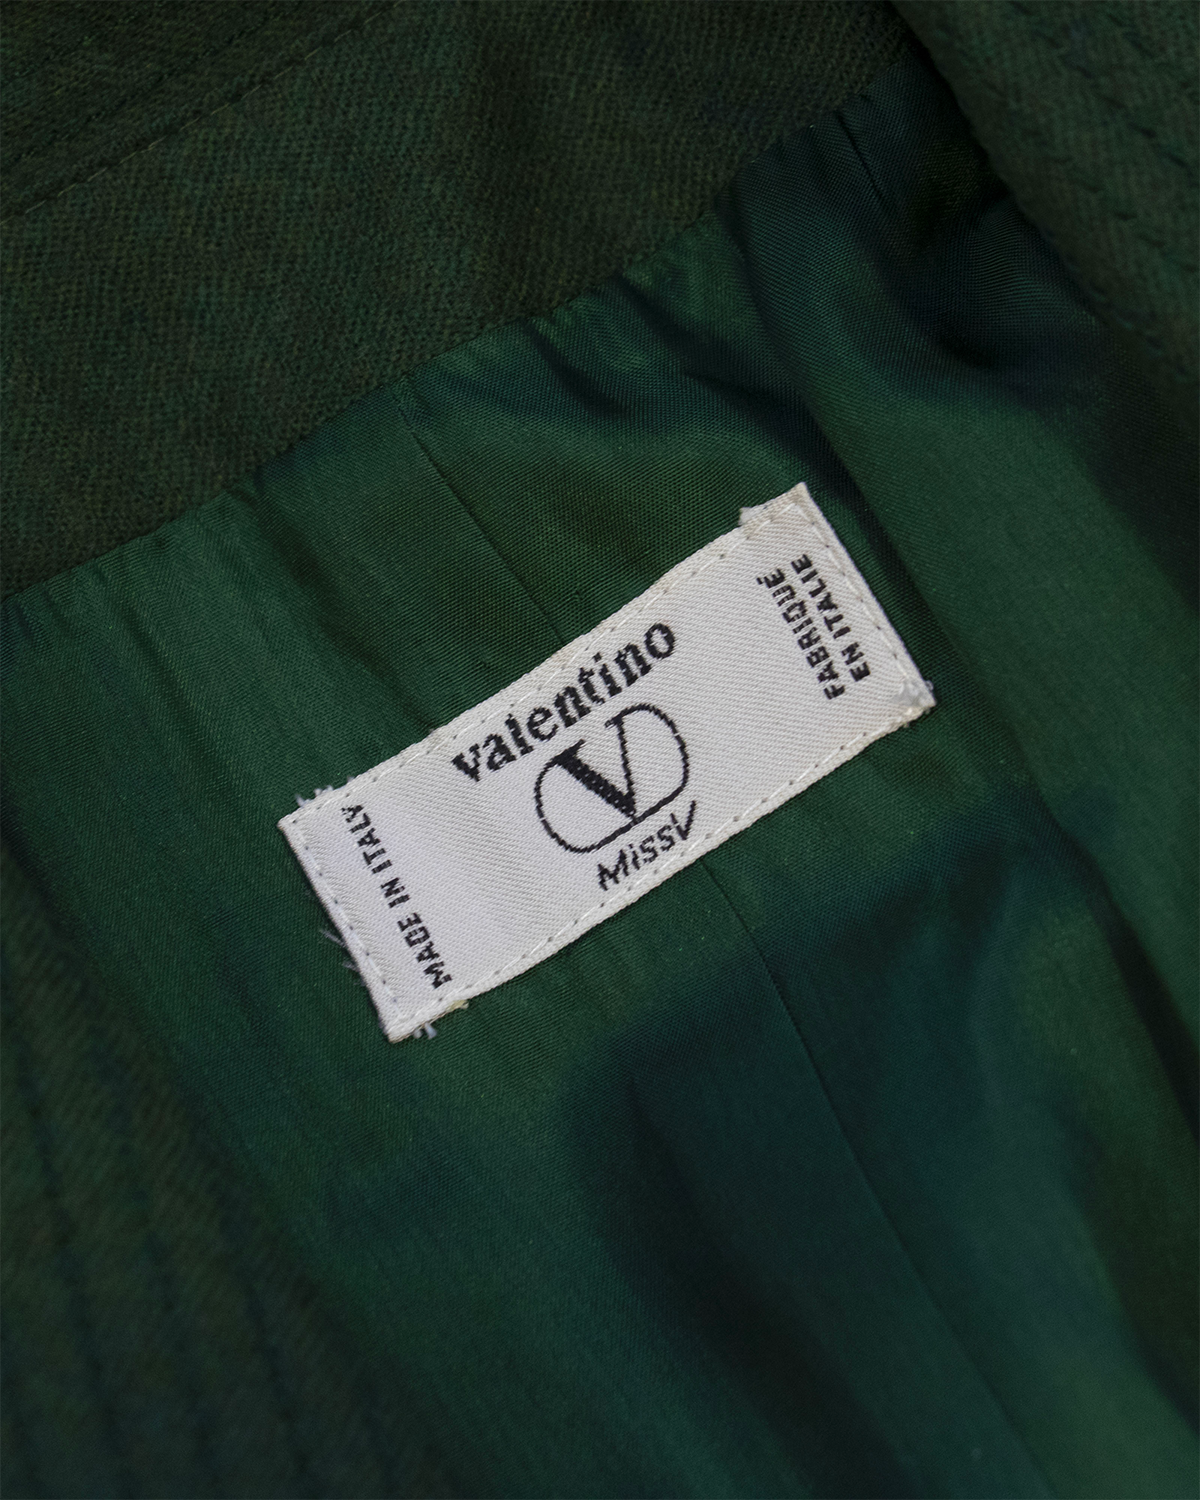 valentino
V
MissV
MADE IN ITALY
FABRIQUÉ
EN ITALIE